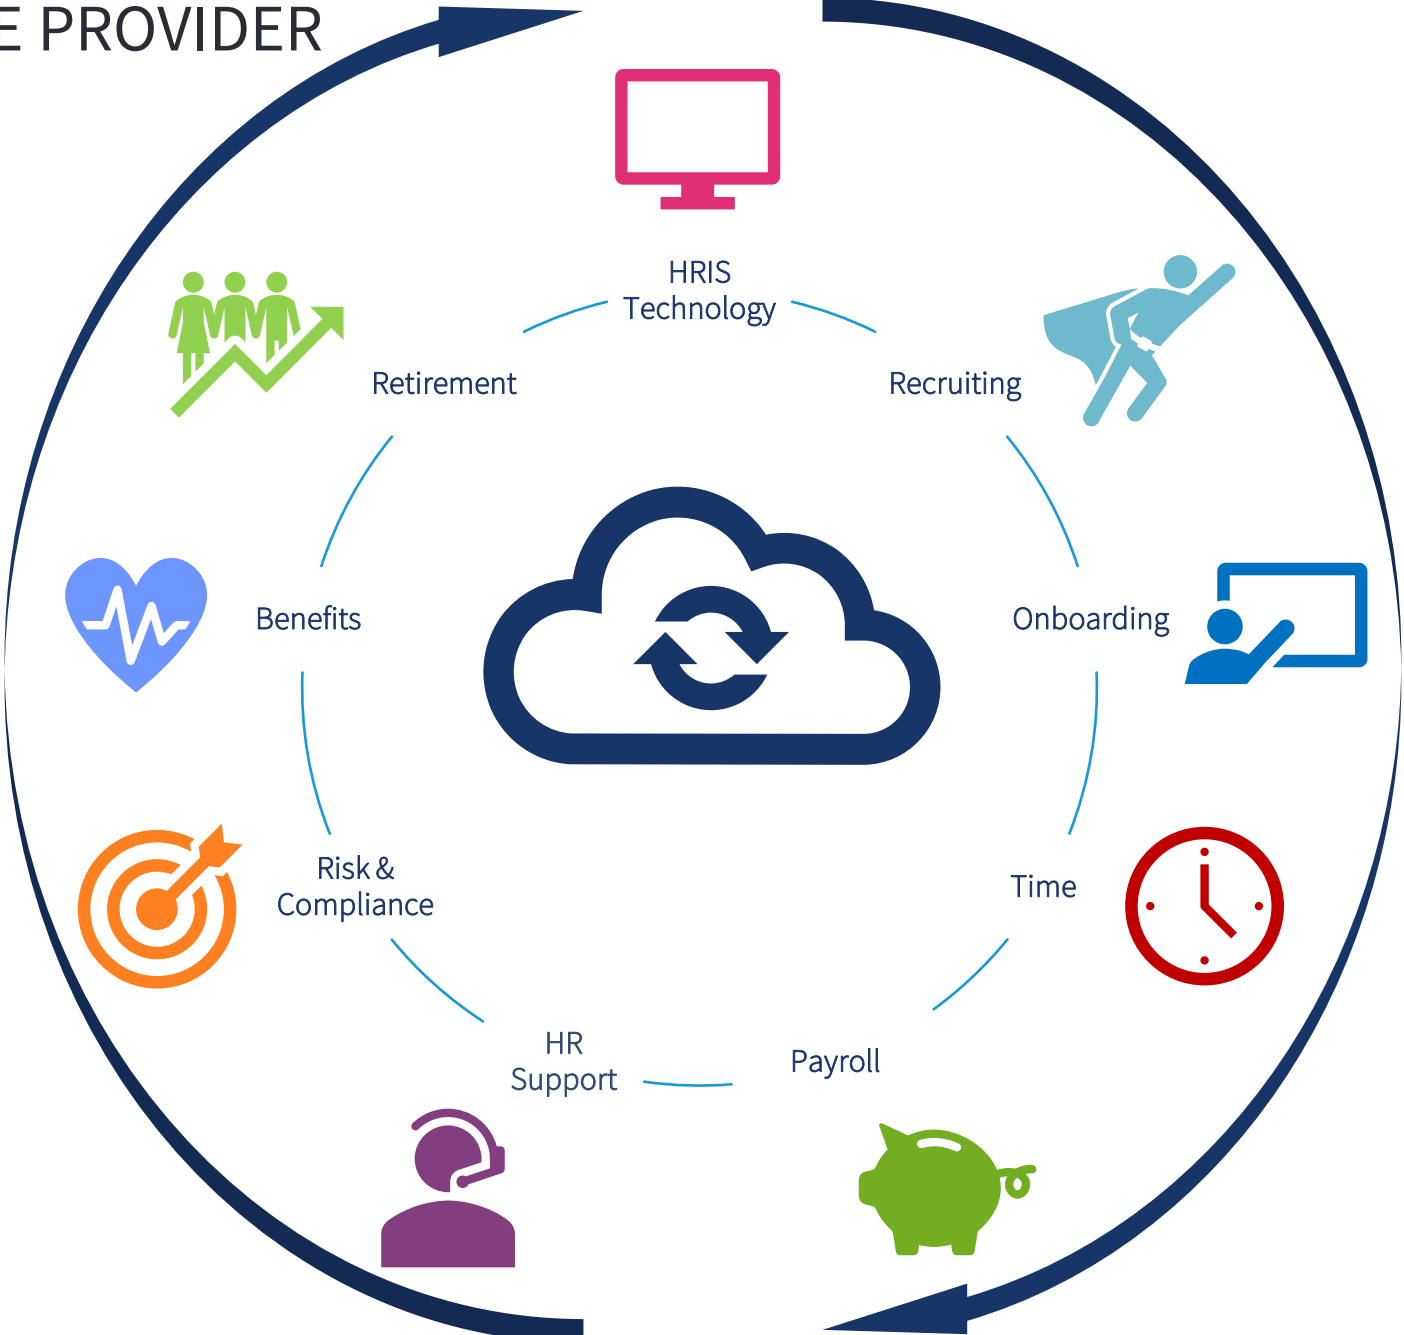 E PROVIDER
HRIS
Technology
Recruiting
Onboarding
Time
Payroll
HR
Support
Risk &
Compliance
Benefits
Retirement